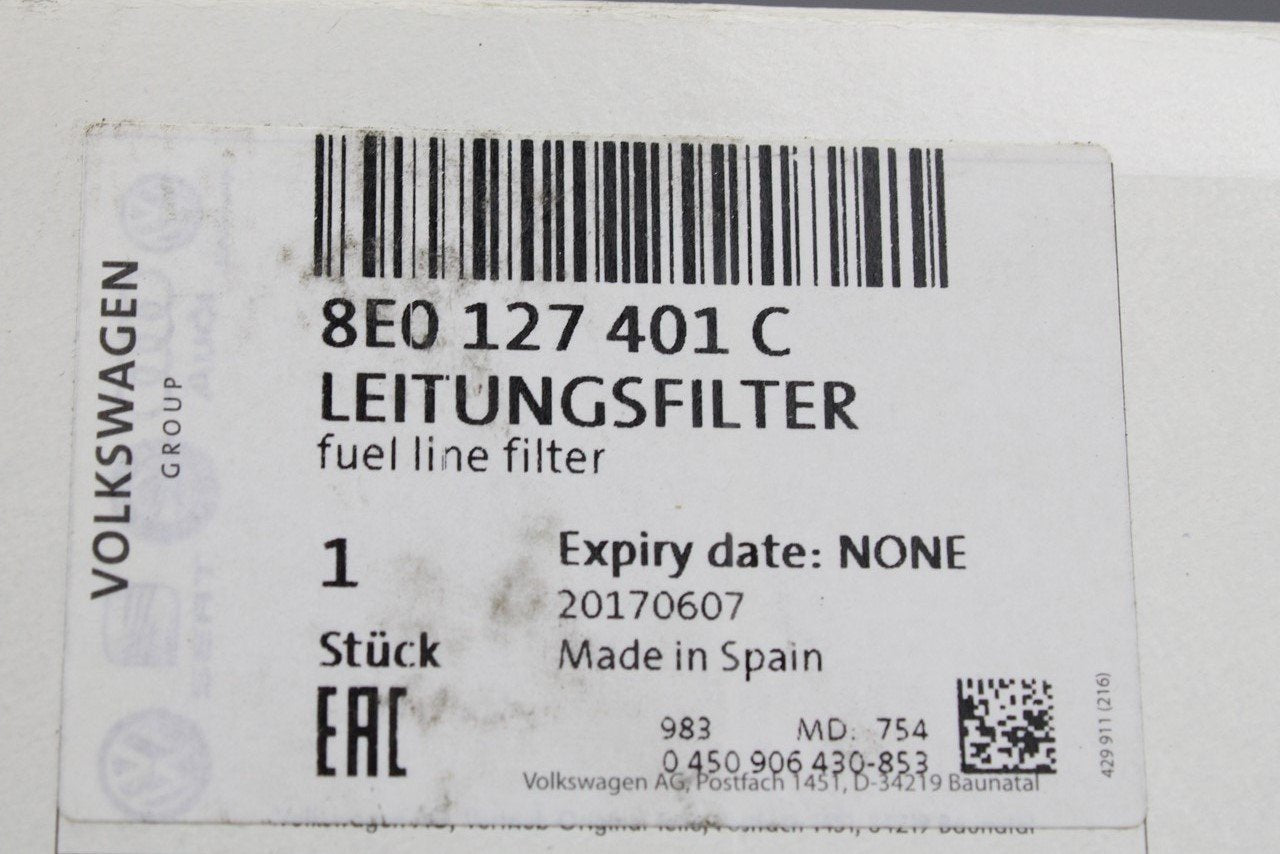 VOLKSWAGEN
GROUP
8E0 127 401 C
LEITUNGSFILTER
fuel line filter
1
Stück
Expiry date: NONE
20170607
Made in Spain
EAC
983 MD: 754
0 450 906 430-853
Volkswagen AG, Postfach 1451, D-34219 Baunatal
429 911 (216)